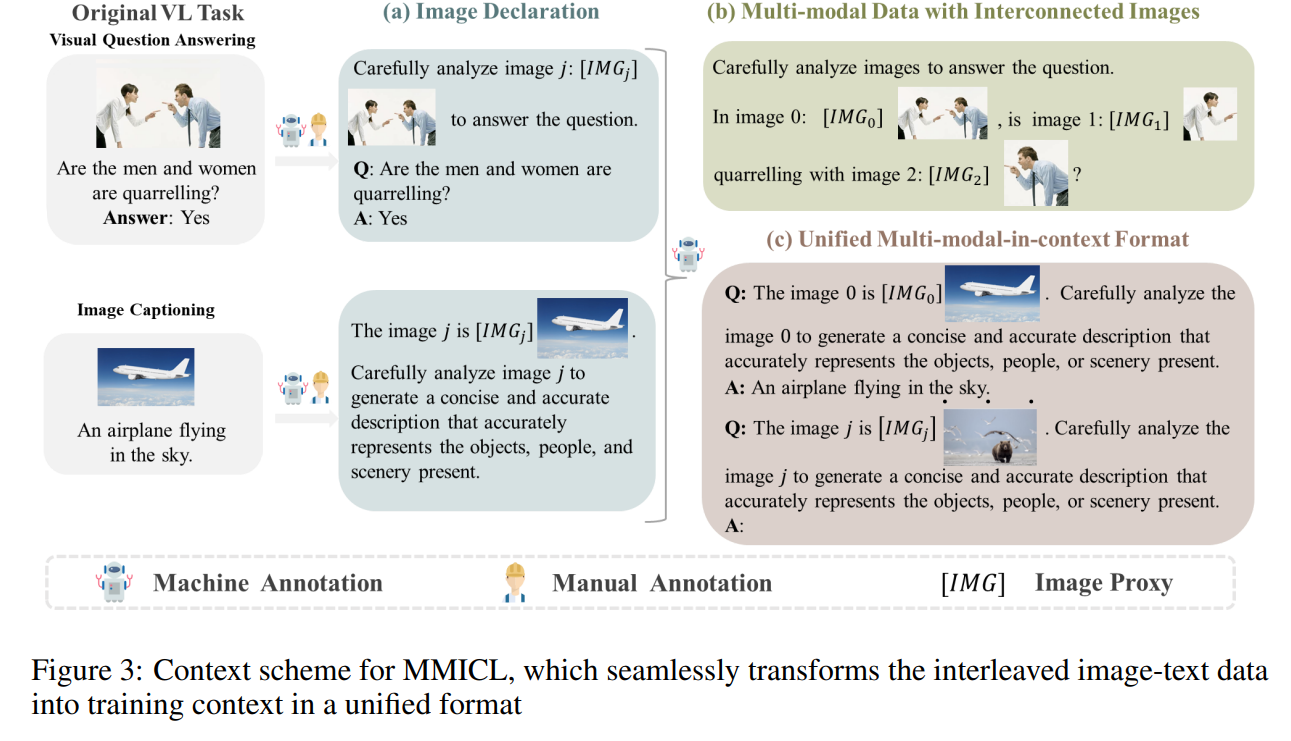 Original VL Task
Visual Question Answering
Are the men and women
are quarrelling?
Answer: Yes
Image Captioning
An airplane flying
in the sky.
(a) Image Declaration
Carefully analyze image j: [IMGj]
to answer the question.
Q: Are the men and women are
quarrelling?
A: Yes
The image j is [IMGj] .
Carefully analyze image j to
generate a concise and accurate
description that accurately
represents the objects, people, and
scenery present.
(b) Multi-modal Data with Interconnected Images
Carefully analyze images to answer the question.
In image 0: [IMG0] , is image 1: [IMG1]
quarrelling with image 2: [IMG2] ?
(c) Unified Multi-modal-in-context Format
Q: The image 0 is [IMG0] . Carefully analyze the
image 0 to generate a concise and accurate description that
accurately represents the objects, people, or scenery present.
A: An airplane flying in the sky.
. . .
Q: The image j is [IMGj] . Carefully analyze the
image j to generate a concise and accurate description that
accurately represents the objects, people, or scenery present.
A:
Machine Annotation
Manual Annotation
[IMG] Image Proxy
Figure 3: Context scheme for MMICL, which seamlessly transforms the interleaved image-text data
into training context in a unified format